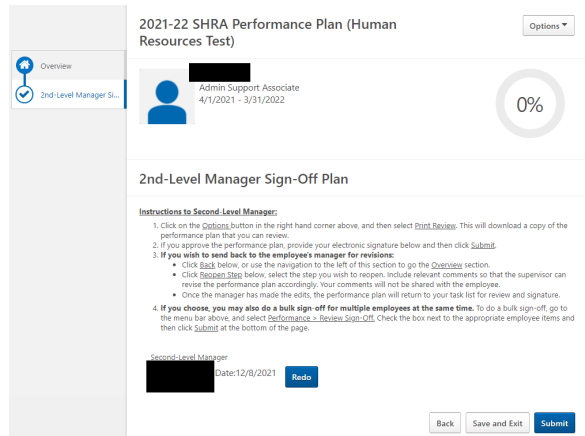 2021-22 SHRA Performance Plan (Human
Resources Test)
Options
Overview
2nd-Level Manager Si...
Admin Support Associate
4/1/2021 - 3/31/2022
0%
2nd-Level Manager Sign-Off Plan
Instructions to Second-Level Manager:
1. Click on the Options button in the right hand corner above, and then select Print Review. This will download a copy of the
performance plan that you can review.
2. If you approve the performance plan, provide your electronic signature below and then click Submit.
3. If you wish to send back to the employee's manager for revisions:
• Click Back below, or use the navigation to the left of this section to go the Overview section.
• Click Reopen Step below, select the step you wish to reopen. Include relevant comments so that the supervisor can
revise the performance plan accordingly. Your comments will not be shared with the employee.
• Once the manager has made the edits, the performance plan will return to your task list for review and signature.
4. If you choose, you may also do a bulk sign-off for multiple employees at the same time. To do a bulk sign-off, go to
the menu bar above, and select Performance > Review Sign-Off. Check the box next to the appropriate employee items and
then click Submit at the bottom of the page.
Second-Level Manager
Date:12/8/2021
Redo
Back
Save and Exit
Submit